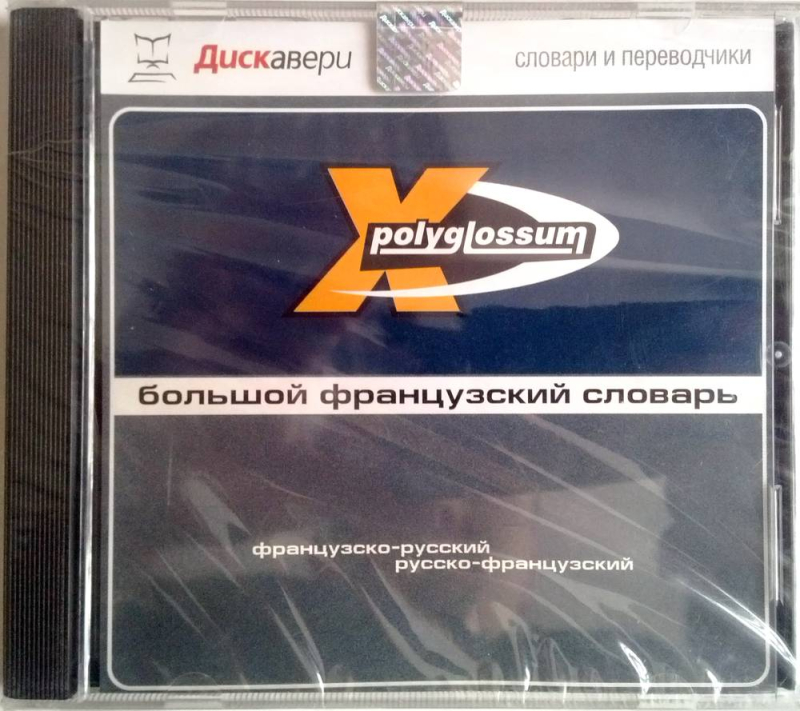 Дискавери
словари и переводчики
X
polyglossum
большой французский словарь
французско-русский
русско-французский